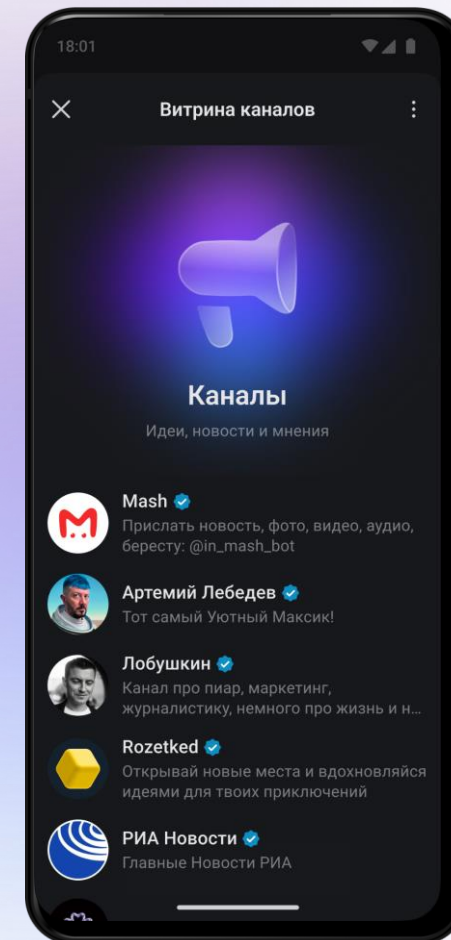 18:01
Витрина каналов
Каналы
Идеи, новости и мнения
Mash
Прислать новость, фото, видео, аудио,
бересту: @in_mash_bot
Артемий Лебедев
Тот самый Уютный Максик!
Лобушкин
Канал про пиар, маркетинг,
журналистику, немного про жизнь и н...
Rozetked
Открывай новые места и вдохновляйся
идеями для твоих приключений
РИА Новости
Главные Новости РИА